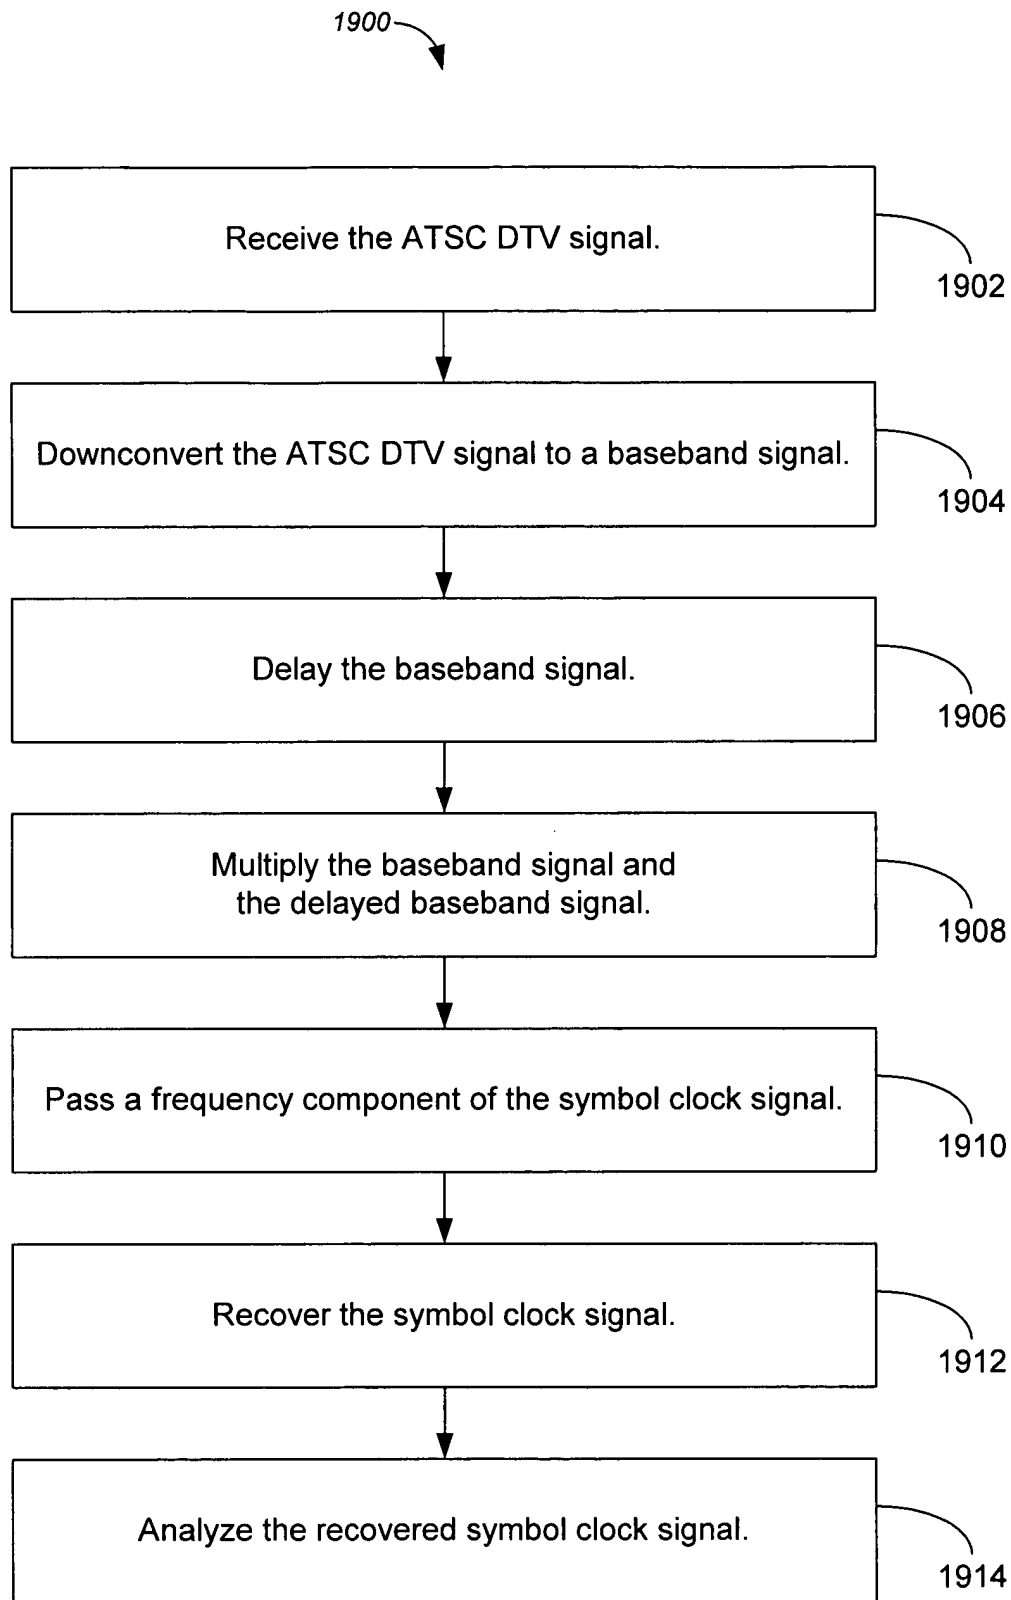 1900
Receive the ATSC DTV signal.
1902
Downconvert the ATSC DTV signal to a baseband signal.
1904
Delay the baseband signal.
1906
Multiply the baseband signal and
the delayed baseband signal.
1908
Pass a frequency component of the symbol clock signal.
1910
Recover the symbol clock signal.
1912
Analyze the recovered symbol clock signal.
1914